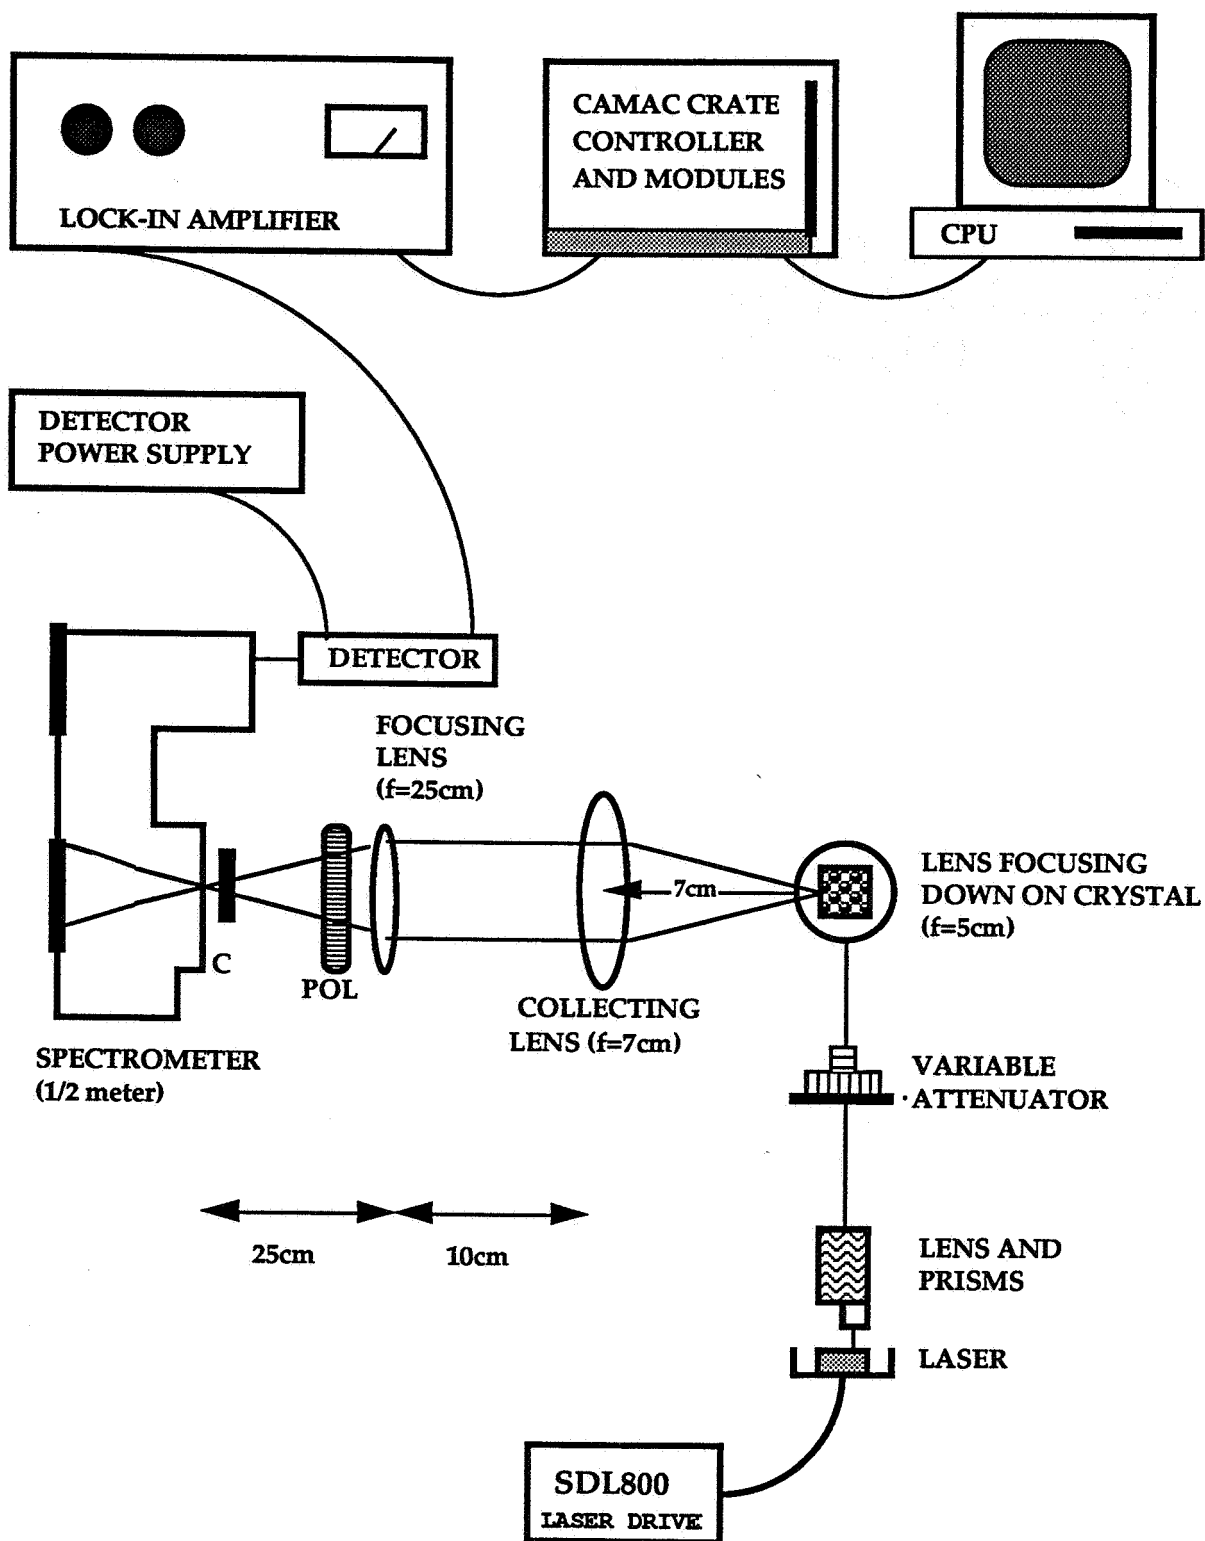 LOCK-IN AMPLIFIER
CAMAC CRATE
CONTROLLER
AND MODULES
CPU
DETECTOR
POWER SUPPLY
DETECTOR
FOCUSING
LENS
(f=25cm)
7cm
LENS FOCUSING
DOWN ON CRYSTAL
(f=5cm)
C
POL
COLLECTING
LENS (f=7cm)
SPECTROMETER
(1/2 meter)
VARIABLE
ATTENUATOR
25cm
10cm
LENS AND
PRISMS
LASER
SDL800
LASER DRIVE